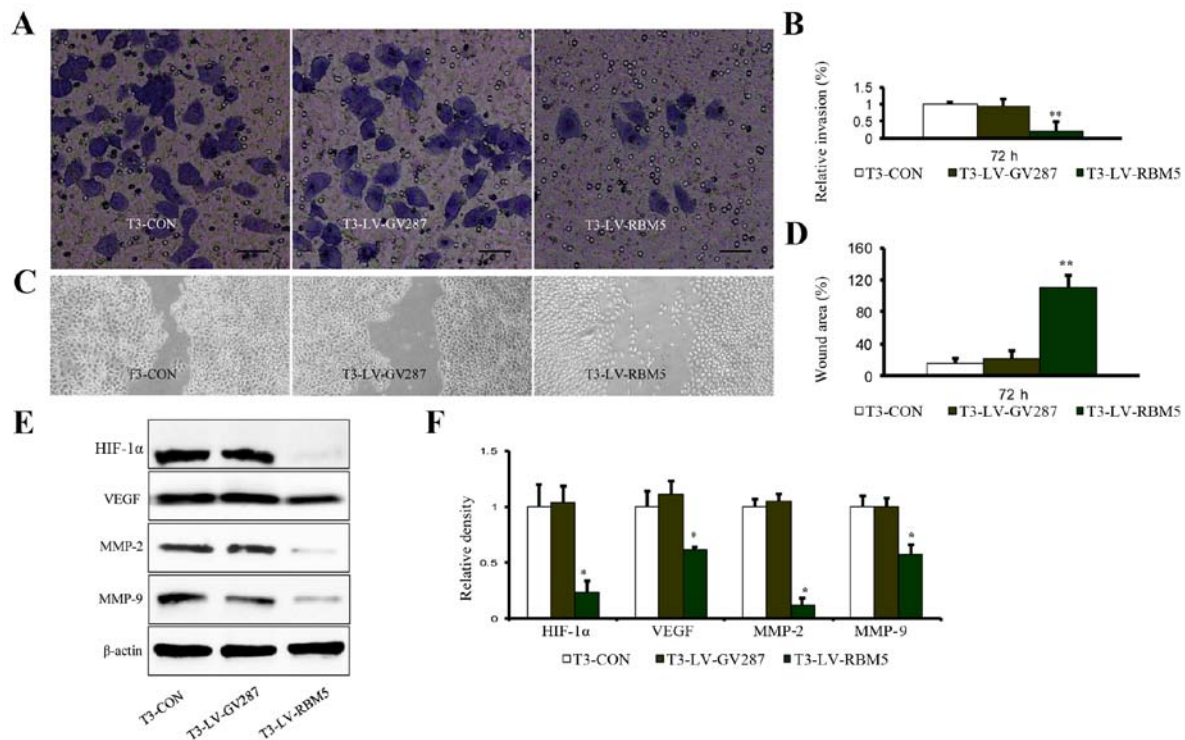 A
T3-CON
T3-LV-GV287
T3-LV-RBM5
B
Relative invasion (%)
1.5
1
0.5
0
**
72 h
T3-CON T3-LV-GV287 T3-LV-RBM5
C
T3-CON
T3-LV-GV287
T3-LV-RBM5
D
Wound area (%)
160
120
80
40
0
**
72 h
T3-CON T3-LV-GV287 T3-LV-RBM5
E
HIF-1α
VEGF
MMP-2
MMP-9
β-actin
T3-CON
T3-LV-GV287
T3-LV-RBM5
F
Relative density
1.5
1
0.5
0
*
*
*
*
HIF-1α VEGF MMP-2 MMP-9
T3-CON T3-LV-GV287 T3-LV-RBM5